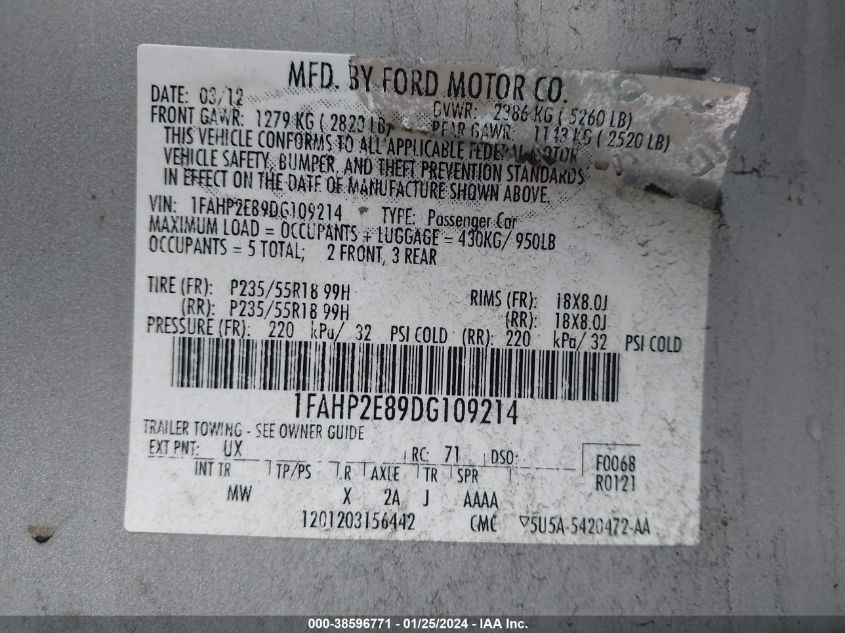 MFD. BY FORD MOTOR CO.
DATE: 03/12 GVWR: 2386 KG ( 5260 LB)
FRONT GAWR: 1279 KG ( 2820 LB) REAR GAWR: 1143 KG ( 2520 LB)
THIS VEHICLE CONFORMS TO ALL APPLICABLE FEDERAL MOTOR
VEHICLE SAFETY, BUMPER, AND THEFT PREVENTION STANDARDS
IN EFFECT ON THE DATE OF MANUFACTURE SHOWN ABOVE.
VIN: 1FAHP2E89DG109214 TYPE: Passenger Car
MAXIMUM LOAD = OCCUPANTS + LUGGAGE = 430KG/ 950LB
OCCUPANTS = 5 TOTAL; 2 FRONT, 3 REAR
TIRE (FR): P235/55R18 99H RIMS (FR): 18X8.0J
(RR): P235/55R18 99H (RR): 18X8.0J
PRESSURE (FR): 220 kPa/ 32 PSI COLD (RR): 220 kPa/ 32 PSI COLD
1FAHP2E89DG109214
TRAILER TOWING - SEE OWNER GUIDE
EXT PNT: UX RC: 71 DSO: F0068
INT TR TP/PS R AXLE TR SPR R0121
MW X 2A J AAAA
1201203156442 CMC ▽5U5A-5420472-AA
000-38596771 - 01/25/2024 - IAA Inc.